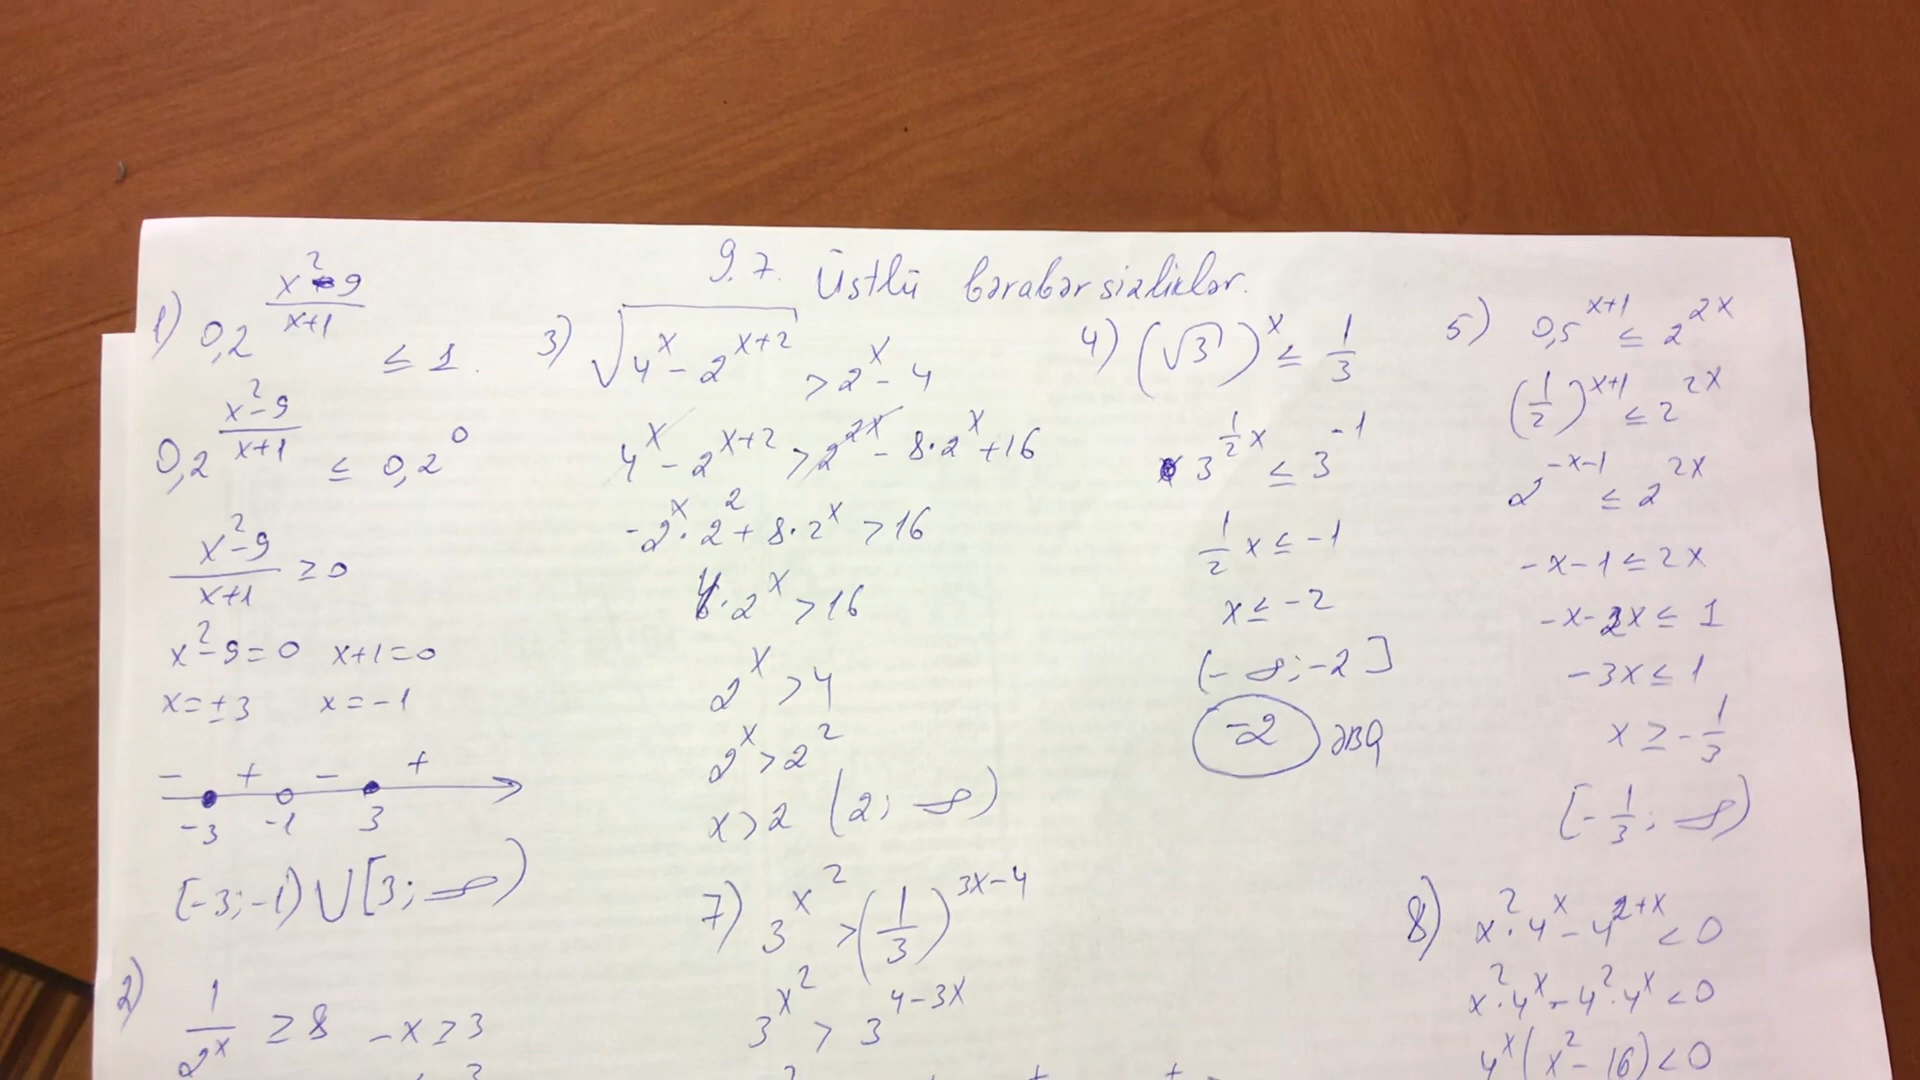 9.7. Üstlü bərabərsizliklər.
1) 0,2^((x²-9)/(x+1)) ≤ 1.
0,2^((x²-9)/(x+1)) ≤ 0,2⁰
(x²-9)/(x+1) ≥ 0
x²-9=0 x+1=0
x=±3 x=-1
- + - +
-3 -1 3
[-3;-1) ∪ [3; ∞)
2) 1/2^x ≥ 8 -x ≥ 3
3) √(4^x - 2^(x+2)) > 2^x - 4
4^x - 2^(x+2) > 2^(2x) - 8·2^x + 16
-2^x · 2² + 8·2^x > 16
4·2^x > 16
2^x > 4
2^x > 2²
x > 2 (2; ∞)
7) 3^(x²) > (1/3)^(3x-4)
3^(x²) > 3^(4-3x)
4) (√3)^x ≤ 1/3
3^(1/2 x) ≤ 3^(-1)
1/2 x ≤ -1
x ≤ -2
(-∞; -2]
-2 ƏBQ
5) 0,5^(x+1) ≤ 2^(2x)
(1/2)^(x+1) ≤ 2^(2x)
2^(-x-1) ≤ 2^(2x)
-x-1 ≤ 2x
-x-2x ≤ 1
-3x ≤ 1
x ≥ -1/3
[-1/3; ∞)
8) x²·4^x - 4^(2+x) < 0
x²·4^x - 4²·4^x < 0
4^x(x²-16) < 0